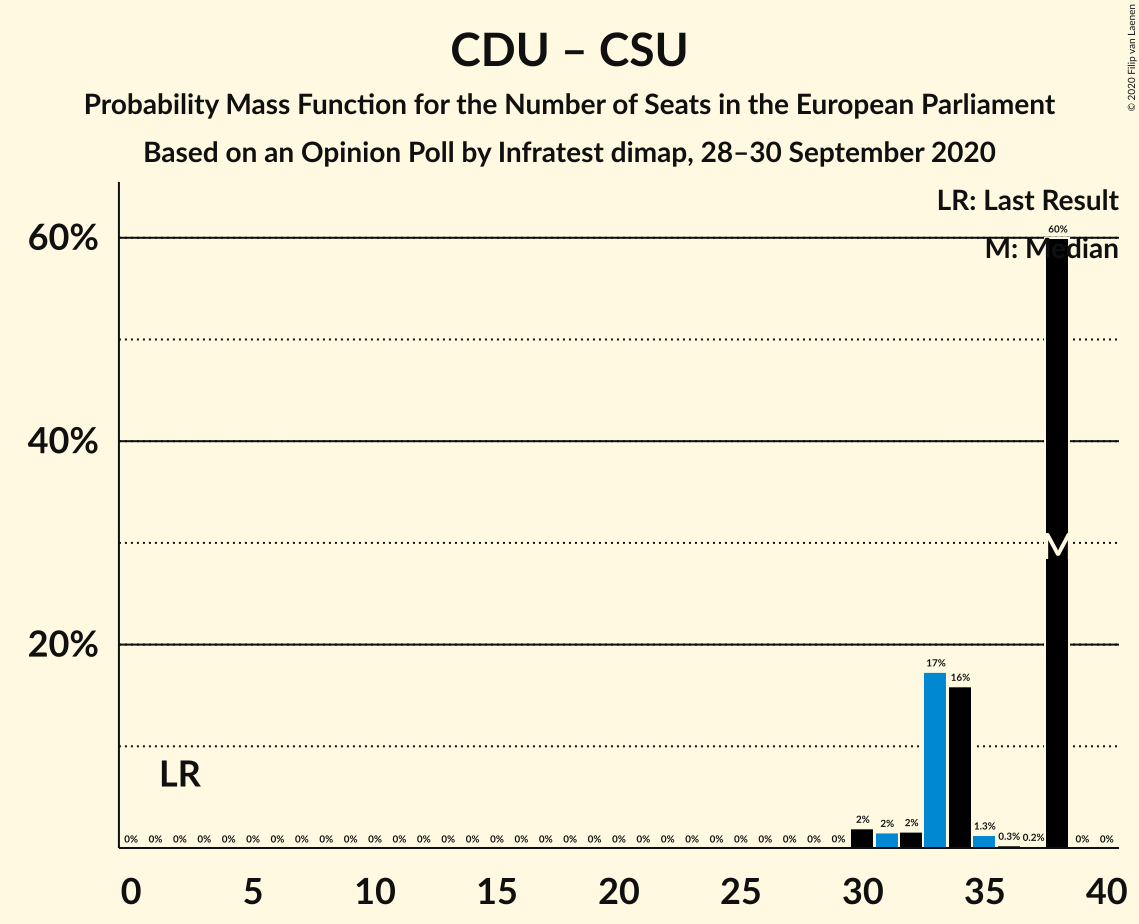 CDU – CSU
Probability Mass Function for the Number of Seats in the European Parliament
Based on an Opinion Poll by Infratest dimap, 28–30 September 2020
© 2020 Filip van Laenen
LR: Last Result
M: Median
60%
40%
20%
60%
M
17%
16%
LR
0% 0% 0% 0% 0% 0% 0% 0% 0% 0% 0% 0% 0% 0% 0% 0% 0% 0% 0% 0% 0% 0% 0% 0% 0% 0% 0% 0% 0% 0% 2% 2% 2% 1.3% 0.3% 0.2% 0% 0%
0 5 10 15 20 25 30 35 40